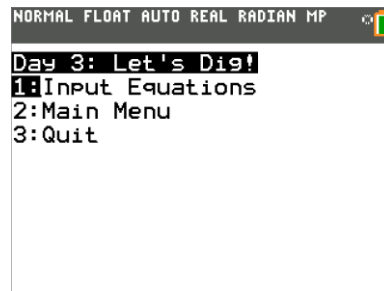 NORMAL FLOAT AUTO REAL RADIAN MP
Day 3: Let's Dig!
1:Input Equations
2:Main Menu
3:Quit